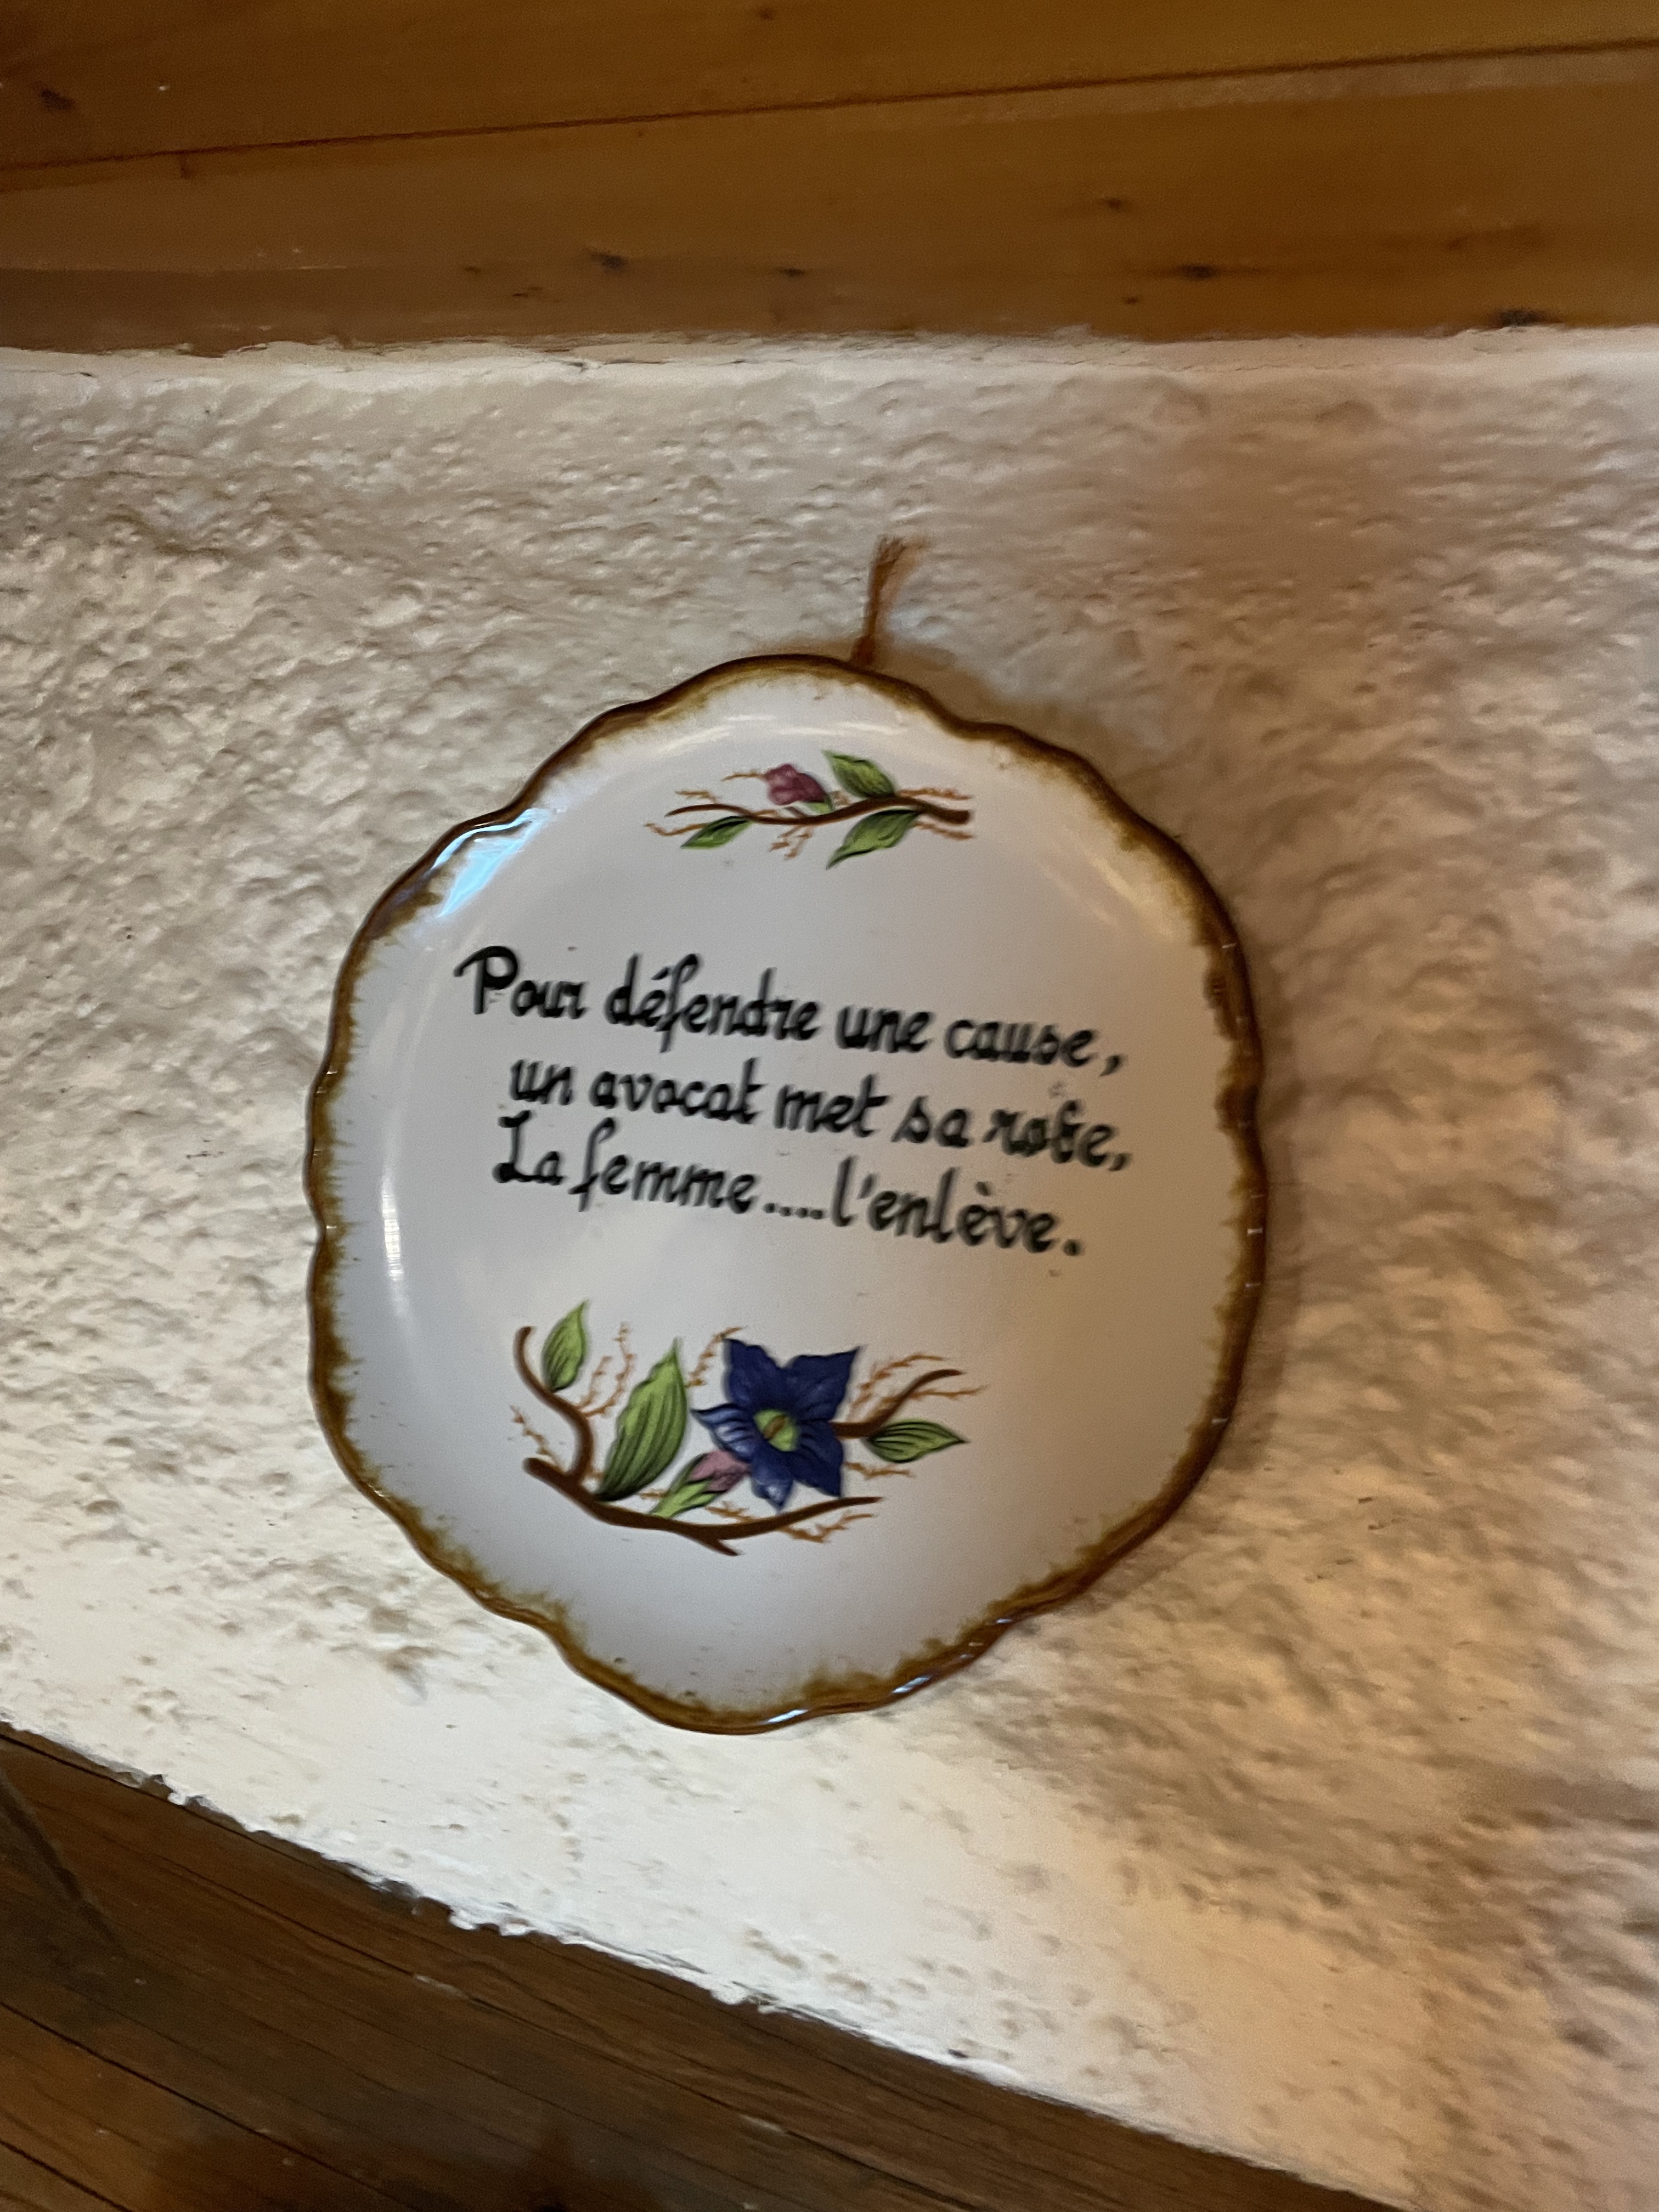 Pour défendre une cause,
un avocat met sa robe,
La femme....l'enlève.